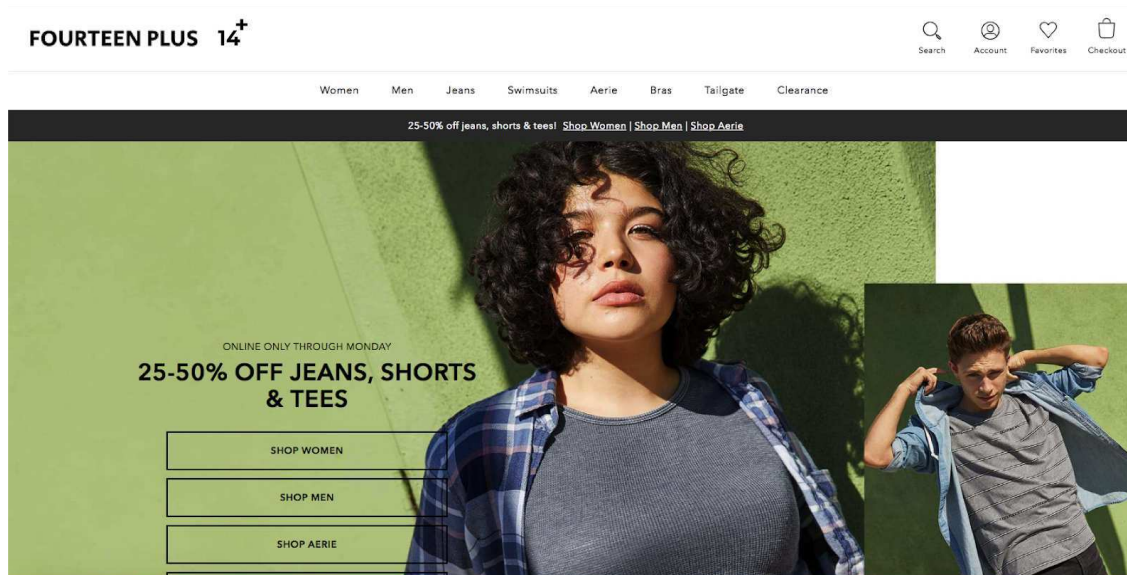 FOURTEEN PLUS 14+
Search Account Favorites Checkout
Women Men Jeans Swimsuits Aerie Bras Tailgate Clearance
25-50% off jeans, shorts & tees! Shop Women | Shop Men | Shop Aerie
ONLINE ONLY THROUGH MONDAY
25-50% OFF JEANS, SHORTS
& TEES
SHOP WOMEN
SHOP MEN
SHOP AERIE